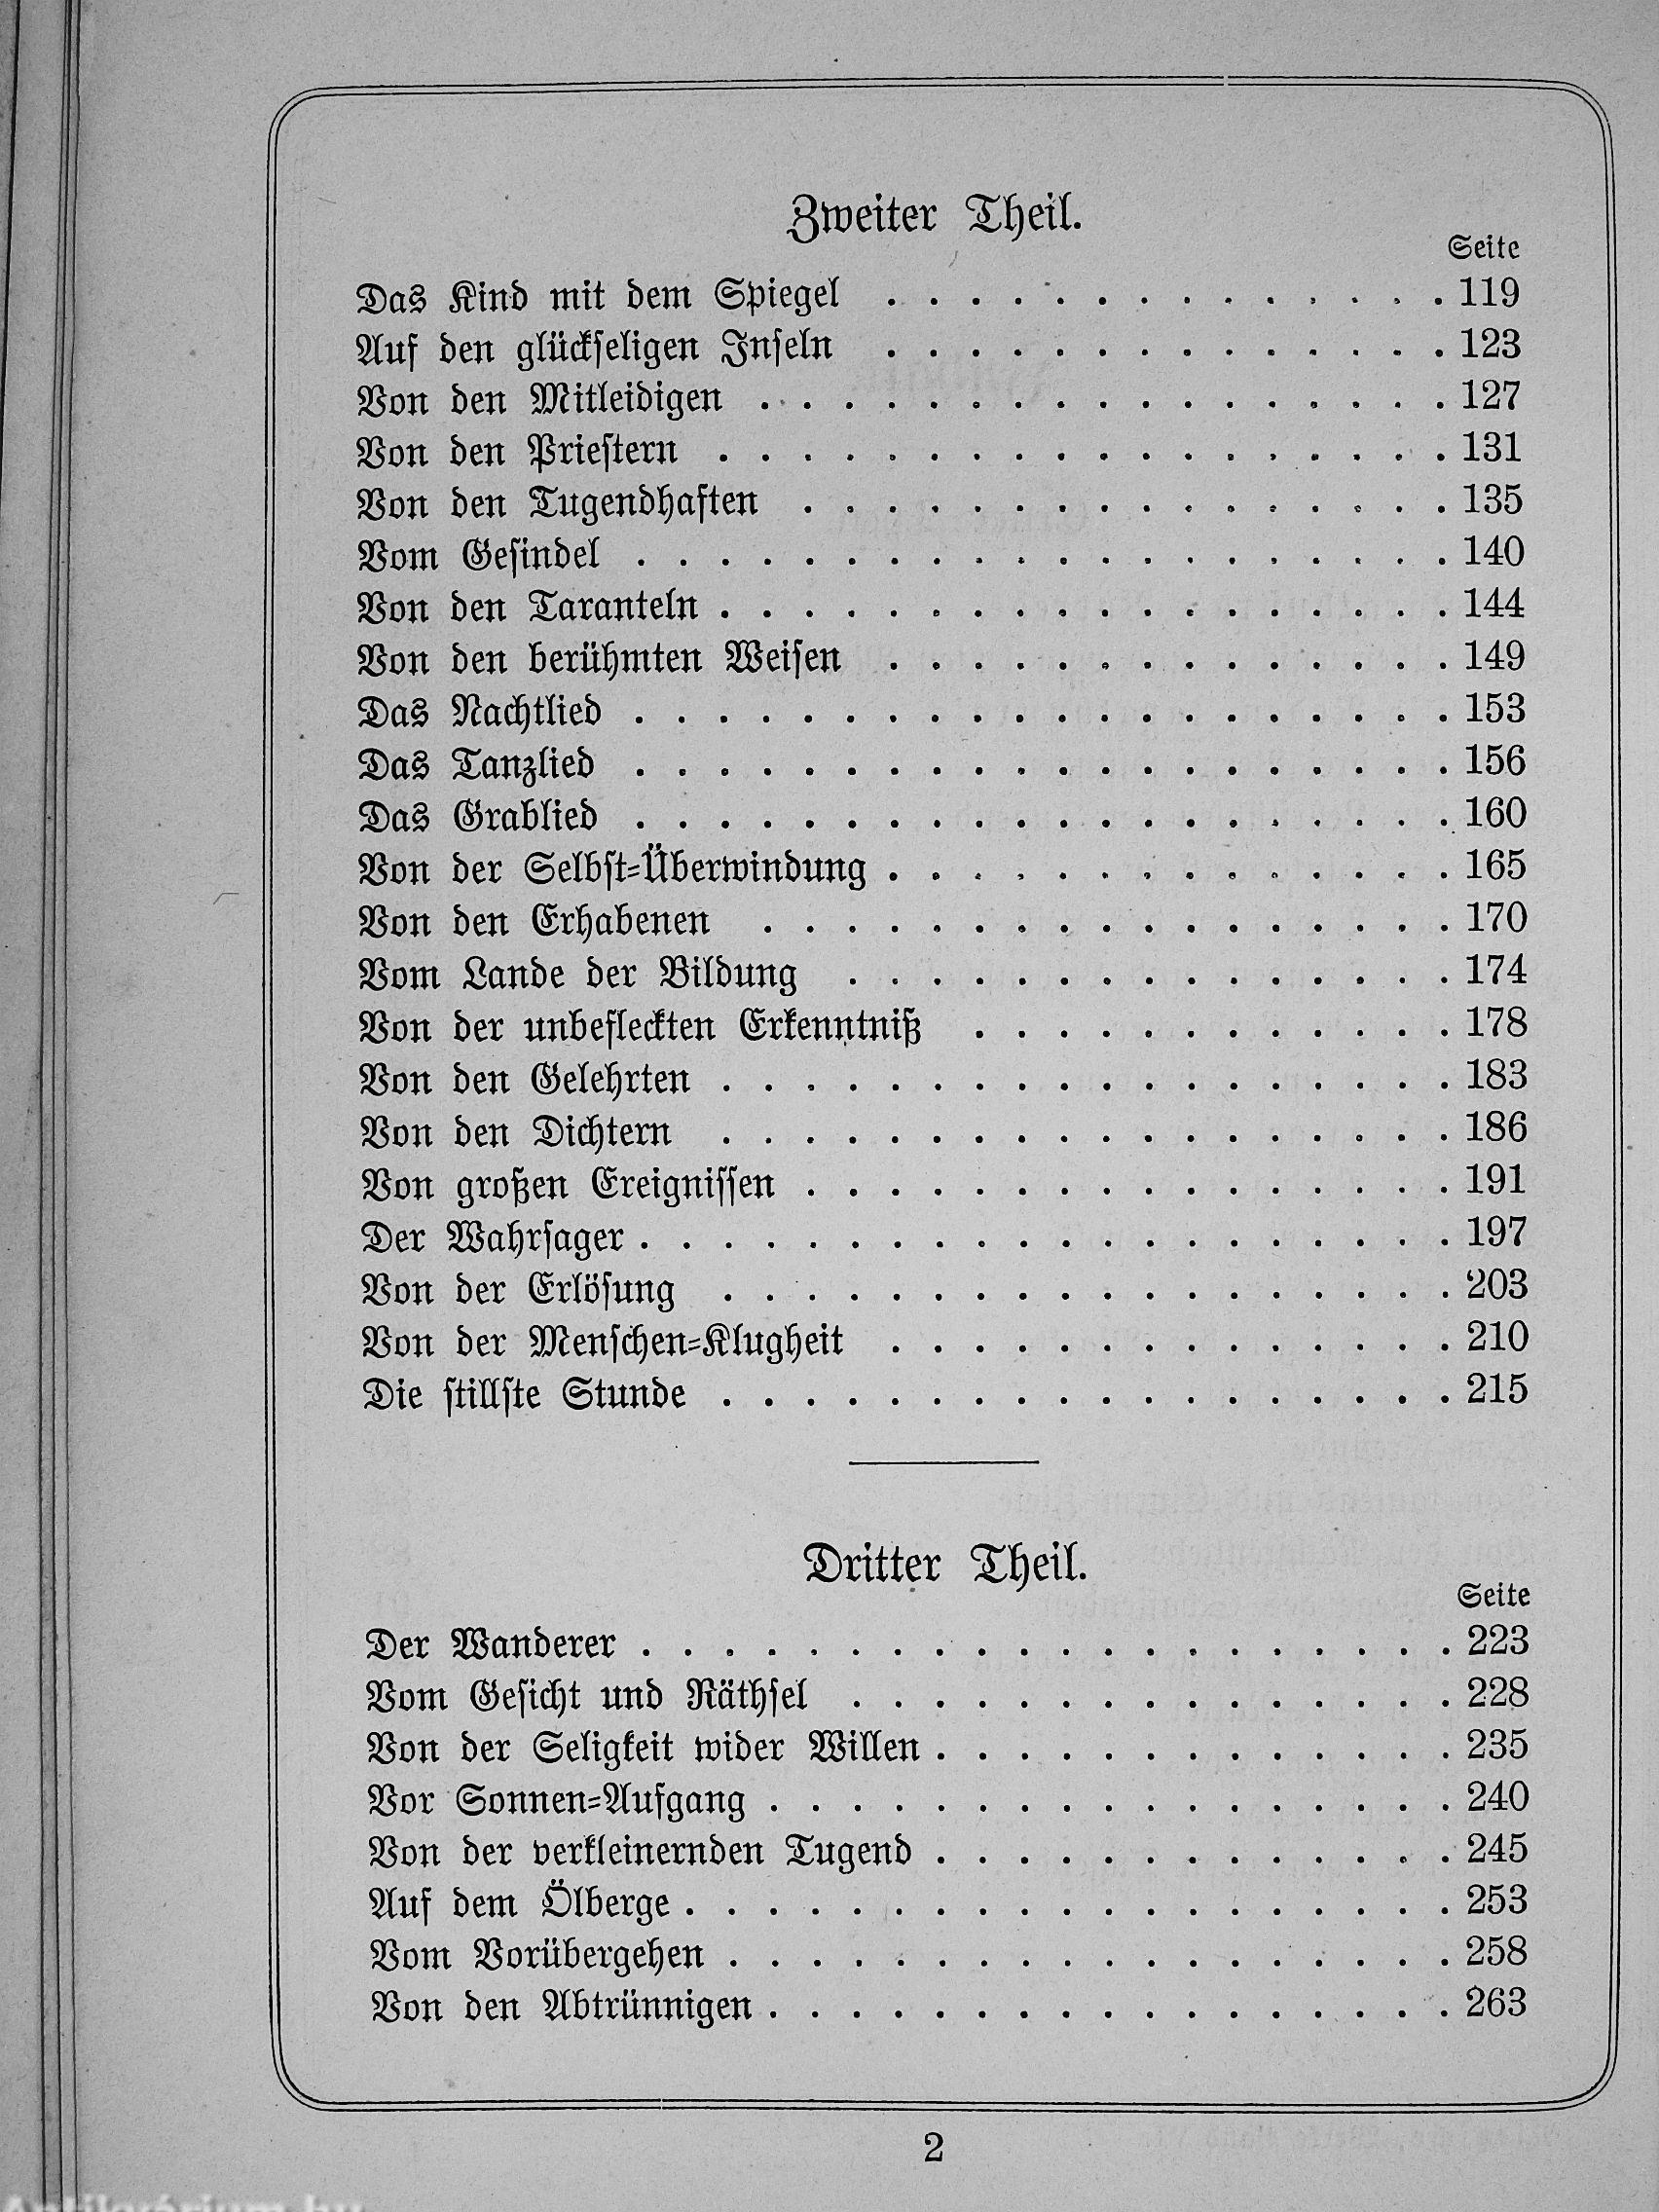 Zweiter Theil.
Seite
Das Kind mit dem Spiegel . . . . . . . . . . . . . . 119
Auf den glückseligen Inseln . . . . . . . . . . . . . . 123
Von den Mitleidigen . . . . . . . . . . . . . . . . . 127
Von den Priestern . . . . . . . . . . . . . . . . . . 131
Von den Tugendhaften . . . . . . . . . . . . . . . . 135
Vom Gesindel . . . . . . . . . . . . . . . . . . . . 140
Von den Taranteln . . . . . . . . . . . . . . . . . . 144
Von den berühmten Weisen . . . . . . . . . . . . . . 149
Das Nachtlied . . . . . . . . . . . . . . . . . . . . 153
Das Tanzlied . . . . . . . . . . . . . . . . . . . . 156
Das Grablied . . . . . . . . . . . . . . . . . . . . 160
Von der Selbst=Überwindung . . . . . . . . . . . . . . 165
Von den Erhabenen . . . . . . . . . . . . . . . . . 170
Vom Lande der Bildung . . . . . . . . . . . . . . . 174
Von der unbefleckten Erkenntniß . . . . . . . . . . . . 178
Von den Gelehrten . . . . . . . . . . . . . . . . . . 183
Von den Dichtern . . . . . . . . . . . . . . . . . . 186
Von großen Ereignissen . . . . . . . . . . . . . . . . 191
Der Wahrsager . . . . . . . . . . . . . . . . . . . . 197
Von der Erlösung . . . . . . . . . . . . . . . . . . 203
Von der Menschen=Klugheit . . . . . . . . . . . . . . 210
Die stillste Stunde . . . . . . . . . . . . . . . . . . 215
Dritter Theil.
Seite
Der Wanderer . . . . . . . . . . . . . . . . . . . . 223
Vom Gesicht und Räthsel . . . . . . . . . . . . . . . 228
Von der Seligkeit wider Willen . . . . . . . . . . . . . 235
Vor Sonnen=Aufgang . . . . . . . . . . . . . . . . . 240
Von der verkleinernden Tugend . . . . . . . . . . . . . 245
Auf dem Ölberge . . . . . . . . . . . . . . . . . . . 253
Vom Vorübergehen . . . . . . . . . . . . . . . . . . 258
Von den Abtrünnigen . . . . . . . . . . . . . . . . . 263
2